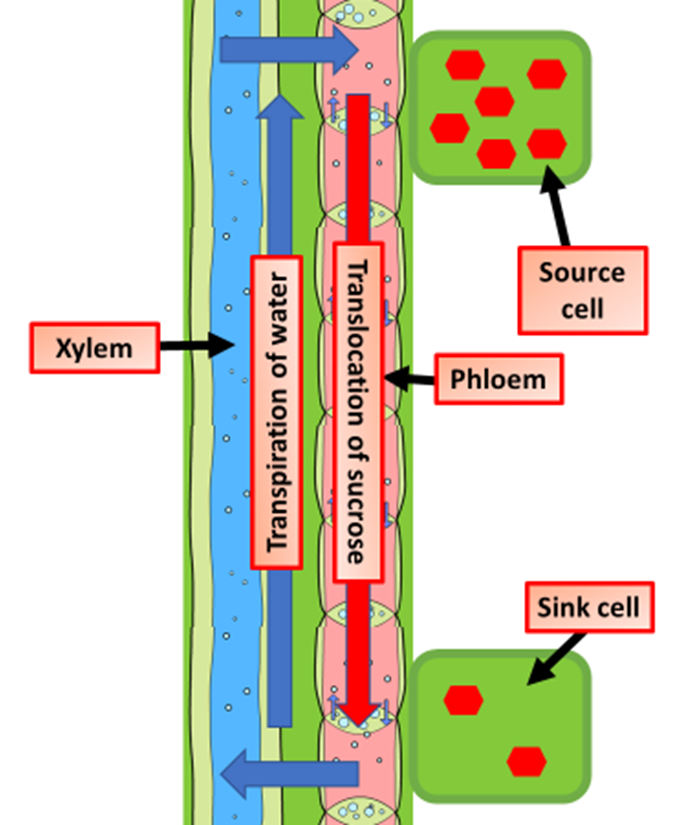 Source
cell
Xylem
Transpiration of water
Translocation of sucrose
Phloem
Sink cell